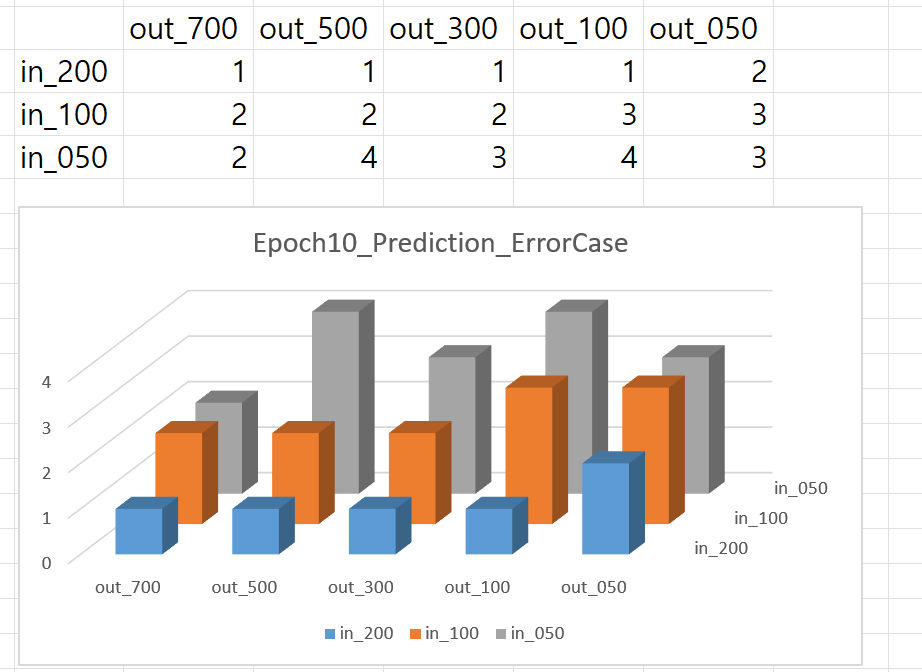 out_700 out_500 out_300 out_100 out_050
in_200 1 1 1 1 2
in_100 2 2 2 3 3
in_050 2 4 3 4 3
Epoch10_Prediction_ErrorCase
4
3
2
1
0
in_050
in_100
in_200
out_700 out_500 out_300 out_100 out_050
in_200 in_100 in_050